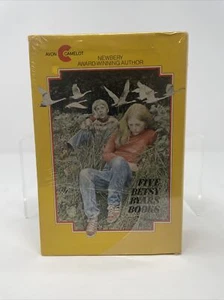 AVON CAMELOT
NEWBERY
AWARD-WINNING AUTHOR
FIVE
BETSY
BYARS
BOOKS